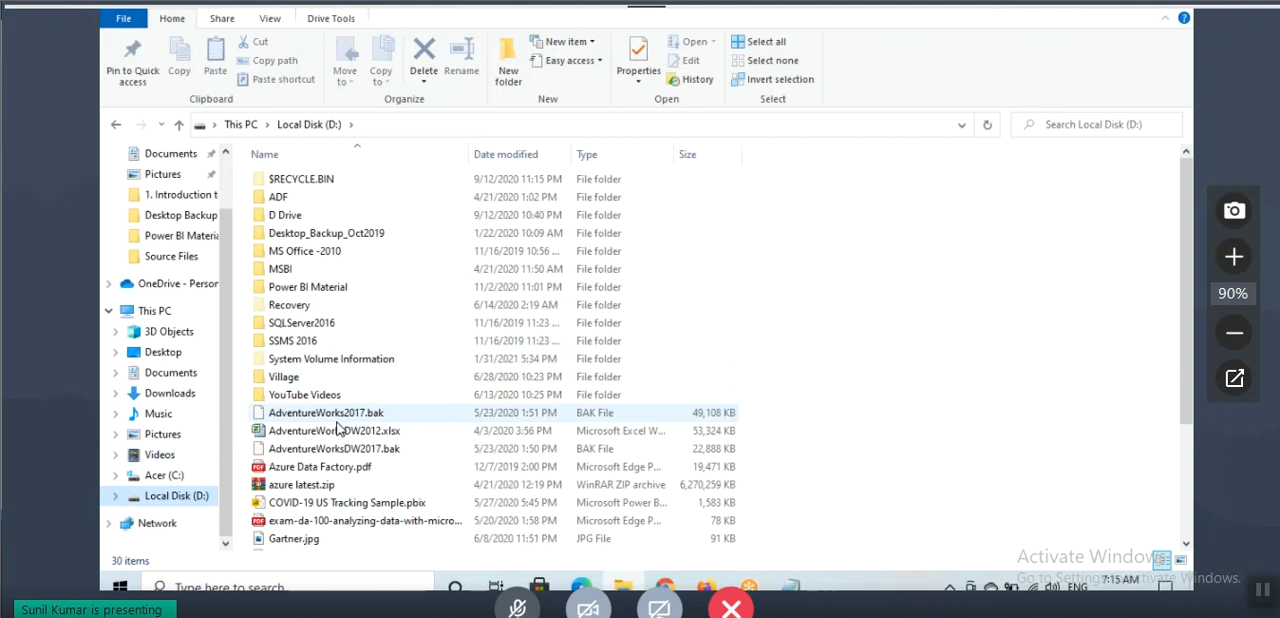 File Home Share View Drive Tools
Pin to Quick access
Copy
Paste
Cut
Copy path
Paste shortcut
Clipboard
Move to
Copy to
Delete
Rename
Organize
New folder
New item
Easy access
New
Properties
Open
Edit
History
Open
Select all
Select none
Invert selection
Select
This PC > Local Disk (D:) >
Search Local Disk (D:)
Documents
Pictures
1. Introduction t
Desktop Backup
Power BI Materia
Source Files
OneDrive - Person
This PC
3D Objects
Desktop
Documents
Downloads
Music
Pictures
Videos
Acer (C:)
Local Disk (D:)
Network
Name Date modified Type Size
$RECYCLE.BIN 9/12/2020 11:15 PM File folder
ADF 4/21/2020 1:02 PM File folder
D Drive 9/12/2020 10:40 PM File folder
Desktop_Backup_Oct2019 1/22/2020 10:09 AM File folder
MS Office -2010 11/16/2019 10:56 ... File folder
MSBI 4/21/2020 11:50 AM File folder
Power BI Material 11/2/2020 11:01 PM File folder
Recovery 6/14/2020 2:19 AM File folder
SQLServer2016 11/16/2019 11:23 ... File folder
SSMS 2016 11/16/2019 11:23 ... File folder
System Volume Information 1/31/2021 5:34 PM File folder
Village 6/28/2020 10:23 PM File folder
YouTube Videos 6/13/2020 10:25 PM File folder
AdventureWorks2017.bak 5/23/2020 1:51 PM BAK File 49,108 KB
AdventureWorksDW2012.xlsx 4/3/2020 3:56 PM Microsoft Excel W... 53,324 KB
AdventureWorksDW2017.bak 5/23/2020 1:50 PM BAK File 22,888 KB
Azure Data Factory.pdf 12/7/2019 2:00 PM Microsoft Edge P... 19,471 KB
azure latest.zip 4/21/2020 12:19 PM WinRAR ZIP archive 6,270,259 KB
COVID-19 US Tracking Sample.pbix 5/27/2020 5:45 PM Microsoft Power B... 1,583 KB
exam-da-100-analyzing-data-with-micro... 5/20/2020 1:58 PM Microsoft Edge P... 78 KB
Gartner.jpg 6/8/2020 11:51 PM JPG File 91 KB
30 items
90%
Activate Windows
Go to Settings to activate Windows.
Type here to search
ENG
7:15 AM
Sunil Kumar is presenting